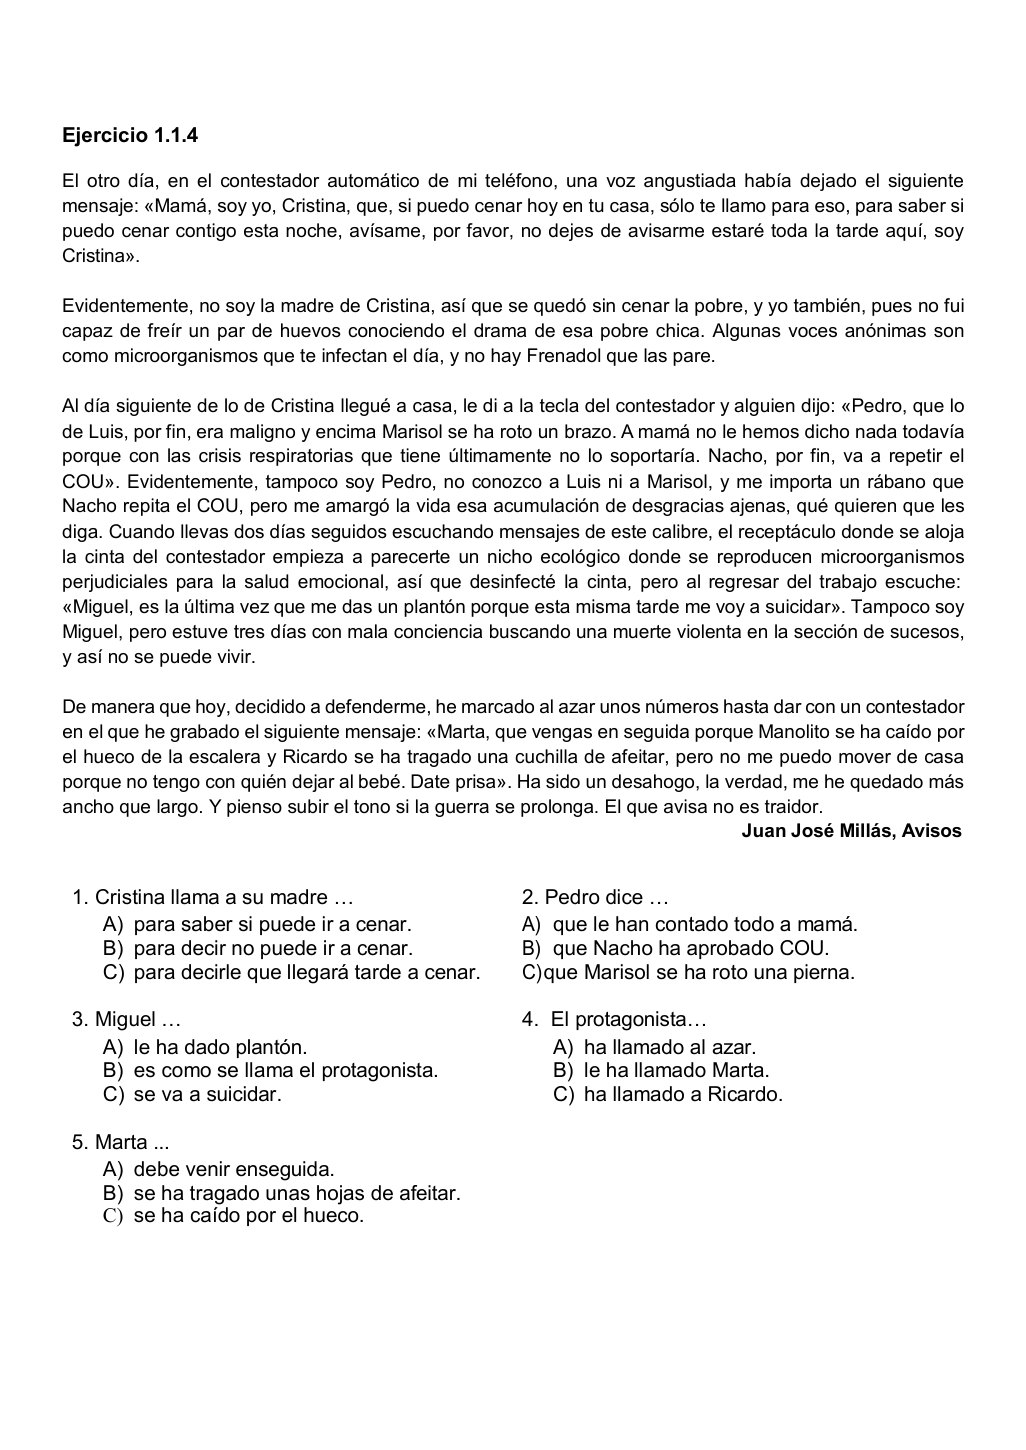 Ejercicio 1.1.4
El otro día, en el contestador automático de mi teléfono, una voz angustiada había dejado el siguiente
mensaje: «Mamá, soy yo, Cristina, que, si puedo cenar hoy en tu casa, sólo te llamo para eso, para saber si
puedo cenar contigo esta noche, avísame, por favor, no dejes de avisarme estaré toda la tarde aquí, soy
Cristina».
Evidentemente, no soy la madre de Cristina, así que se quedó sin cenar la pobre, y yo también, pues no fui
capaz de freír un par de huevos conociendo el drama de esa pobre chica. Algunas voces anónimas son
como microorganismos que te infectan el día, y no hay Frenadol que las pare.
Al día siguiente de lo de Cristina llegué a casa, le di a la tecla del contestador y alguien dijo: «Pedro, que lo
de Luis, por fin, era maligno y encima Marisol se ha roto un brazo. A mamá no le hemos dicho nada todavía
porque con las crisis respiratorias que tiene últimamente no lo soportaría. Nacho, por fin, va a repetir el
COU». Evidentemente, tampoco soy Pedro, no conozco a Luis ni a Marisol, y me importa un rábano que
Nacho repita el COU, pero me amargó la vida esa acumulación de desgracias ajenas, qué quieren que les
diga. Cuando llevas dos días seguidos escuchando mensajes de este calibre, el receptáculo donde se aloja
la cinta del contestador empieza a parecerte un nicho ecológico donde se reproducen microorganismos
perjudiciales para la salud emocional, así que desinfecté la cinta, pero al regresar del trabajo escuche:
«Miguel, es la última vez que me das un plantón porque esta misma tarde me voy a suicidar». Tampoco soy
Miguel, pero estuve tres días con mala conciencia buscando una muerte violenta en la sección de sucesos,
y así no se puede vivir.
De manera que hoy, decidido a defenderme, he marcado al azar unos números hasta dar con un contestador
en el que he grabado el siguiente mensaje: «Marta, que vengas en seguida porque Manolito se ha caído por
el hueco de la escalera y Ricardo se ha tragado una cuchilla de afeitar, pero no me puedo mover de casa
porque no tengo con quién dejar al bebé. Date prisa». Ha sido un desahogo, la verdad, me he quedado más
ancho que largo. Y pienso subir el tono si la guerra se prolonga. El que avisa no es traidor.
Juan José Millás, Avisos
1. Cristina llama a su madre …
A) para saber si puede ir a cenar.
B) para decir no puede ir a cenar.
C) para decirle que llegará tarde a cenar.
2. Pedro dice …
A) que le han contado todo a mamá.
B) que Nacho ha aprobado COU.
C)que Marisol se ha roto una pierna.
3. Miguel …
A) le ha dado plantón.
B) es como se llama el protagonista.
C) se va a suicidar.
4. El protagonista…
A) ha llamado al azar.
B) le ha llamado Marta.
C) ha llamado a Ricardo.
5. Marta ...
A) debe venir enseguida.
B) se ha tragado unas hojas de afeitar.
C) se ha caído por el hueco.